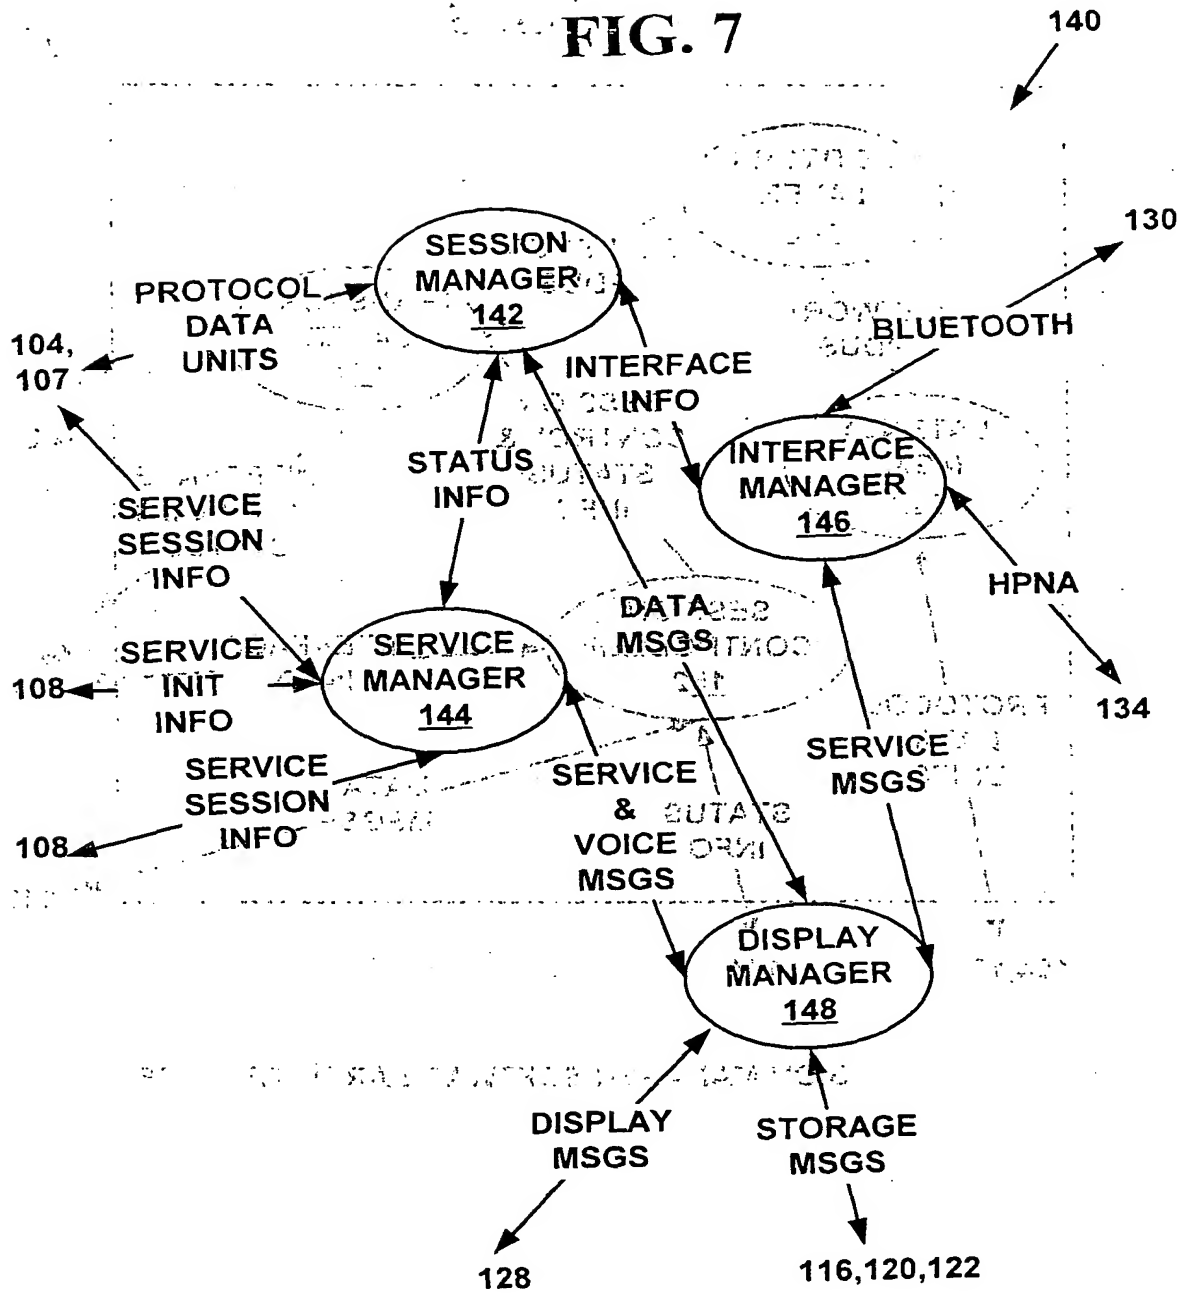 FIG. 7
140
SESSION
MANAGER
142
130
PROTOCOL
DATA
UNITS
104,
107
BLUETOOTH
INTERFACE
INFO
STATUS
INFO
INTERFACE
MANAGER
146
SERVICE
SESSION
INFO
HPNA
DATA
MSGS
SERVICE
MANAGER
144
SERVICE
INIT
INFO
108
134
SERVICE
MSGS
SERVICE
SESSION
INFO
108
SERVICE
&
VOICE
MSGS
DISPLAY
MANAGER
148
DISPLAY
MSGS
STORAGE
MSGS
128
116,120,122